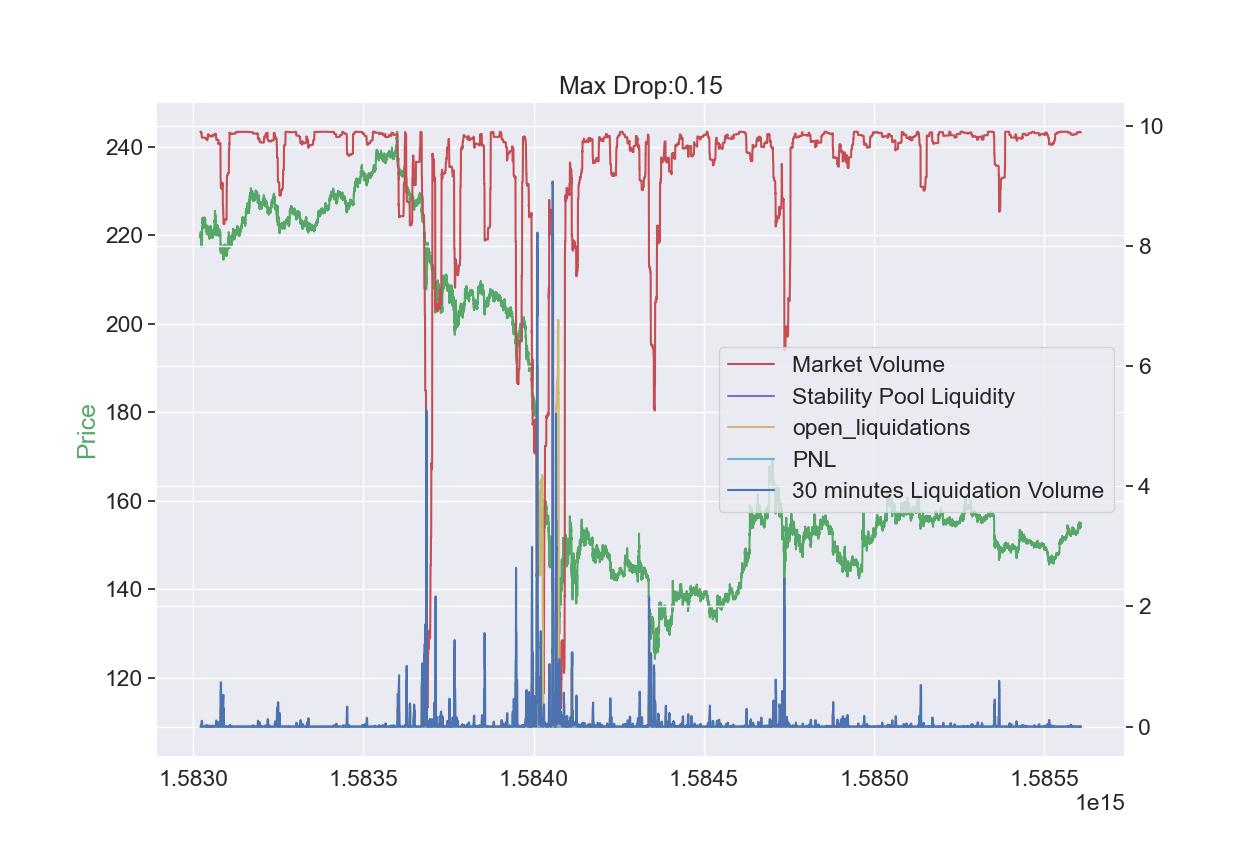 Max Drop:0.15
240
220
200
180
160
140
120
Price
10
8
6
4
2
0
Market Volume
Stability Pool Liquidity
open_liquidations
PNL
30 minutes Liquidation Volume
1.5830 1.5835 1.5840 1.5845 1.5850 1.5855
1e15